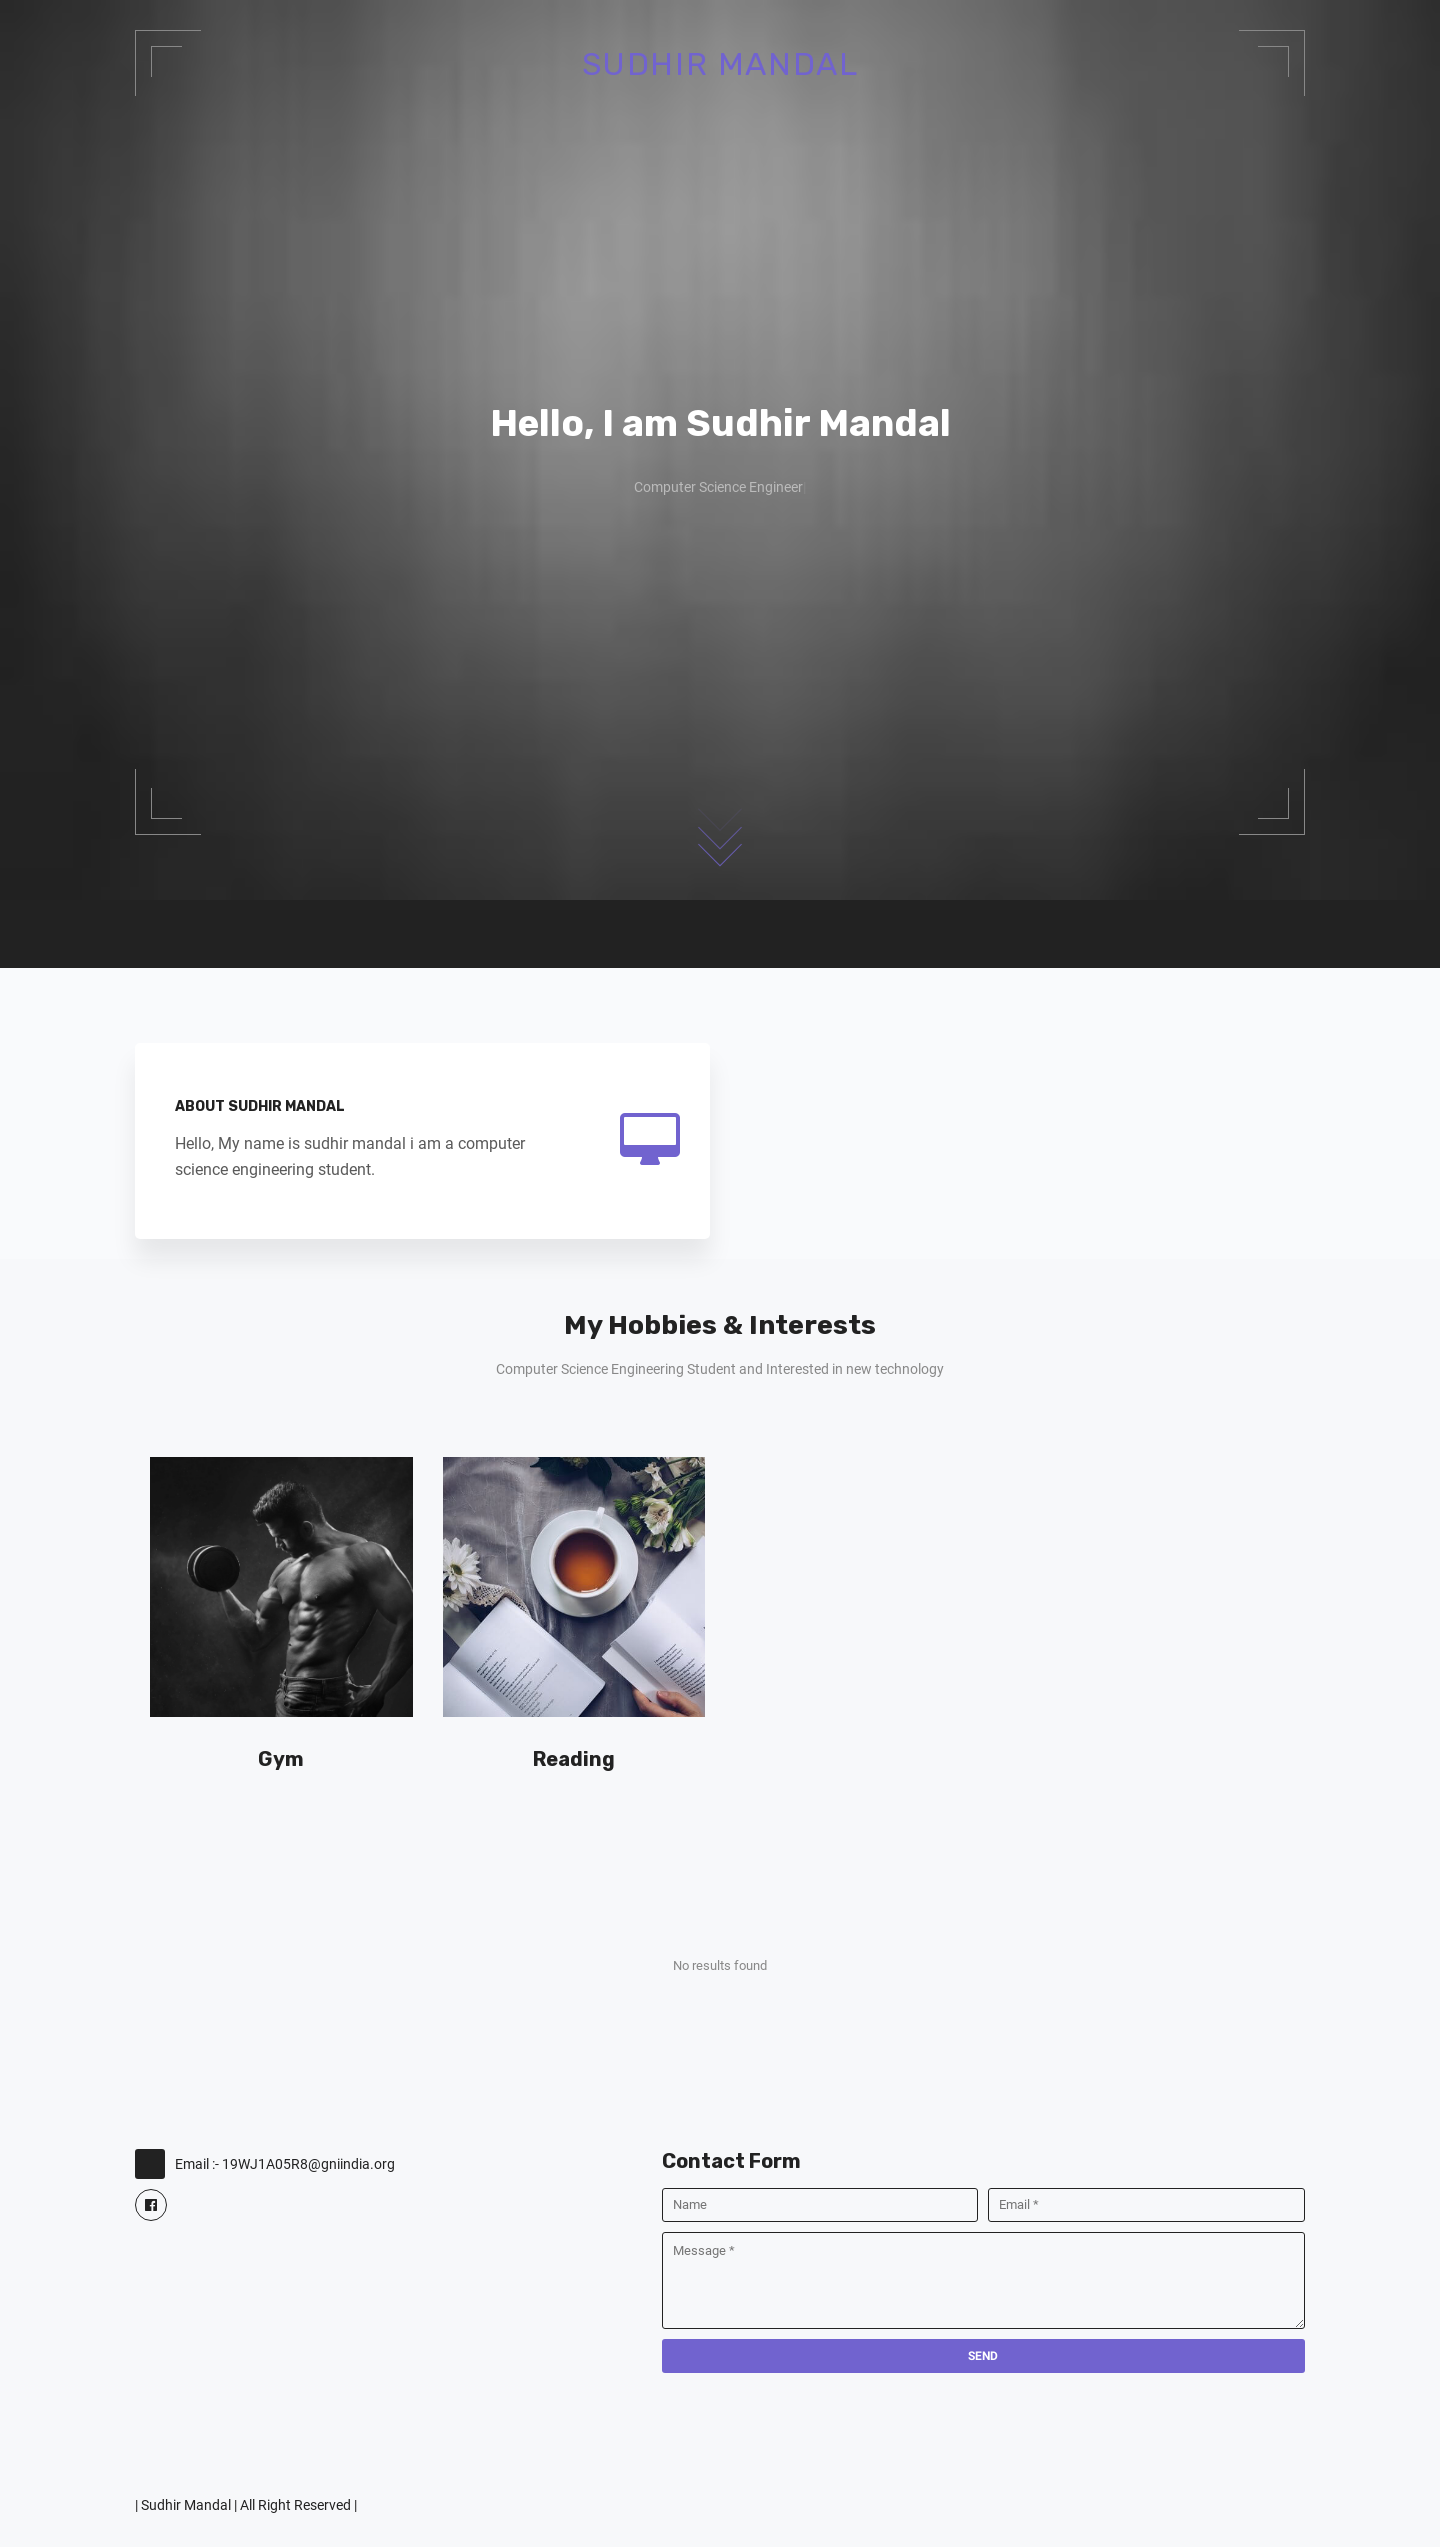 SUDHIR MANDAL
Hello, I am Sudhir Mandal
Computer Science Engineer
ABOUT SUDHIR MANDAL
Hello, My name is sudhir mandal i am a computer
science engineering student.
My Hobbies & Interests
Computer Science Engineering Student and Interested in new technology
Gym
Reading
No results found
Email :- 19WJ1A05R8@gniindia.org
Contact Form
Name
Email *
Message *
SEND
| Sudhir Mandal | All Right Reserved |